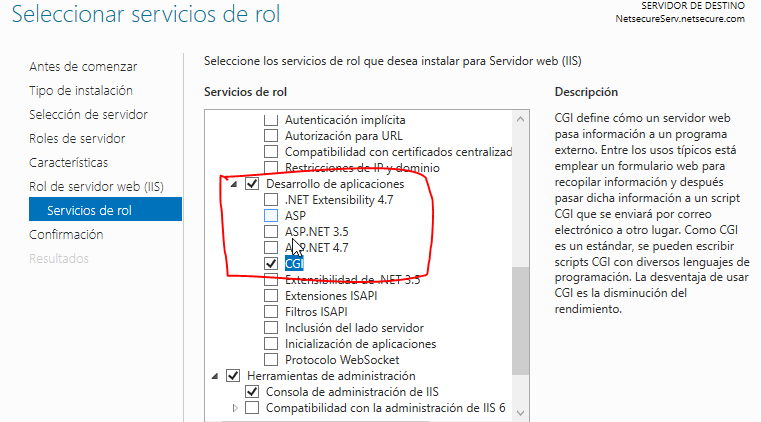 Seleccionar servicios de rol
SERVIDOR DE DESTINO
NetsecureServ.netsecure.com
Antes de comenzar
Tipo de instalación
Selección de servidor
Roles de servidor
Características
Rol de servidor web (IIS)
Servicios de rol
Confirmación
Resultados
Seleccione los servicios de rol que desea instalar para Servidor web (IIS)
Servicios de rol
Autenticación implícita
Autorización para URL
Compatibilidad con certificados centralizad
Restricciones de IP y dominio
Desarrollo de aplicaciones
.NET Extensibility 4.7
ASP
ASP.NET 3.5
ASP.NET 4.7
CGI
Extensibilidad de .NET 3.5
Extensiones ISAPI
Filtros ISAPI
Inclusión del lado servidor
Inicialización de aplicaciones
Protocolo WebSocket
Herramientas de administración
Consola de administración de IIS
Compatibilidad con la administración de IIS 6
Descripción
CGI define cómo un servidor web
pasa información a un programa
externo. Entre los usos típicos está
emplear un formulario web para
recopilar información y después
pasar dicha información a un script
CGI que se enviará por correo
electrónico a otro lugar. Como CGI
es un estándar, se pueden escribir
scripts CGI con diversos lenguajes de
programación. La desventaja de usar
CGI es la disminución del
rendimiento.